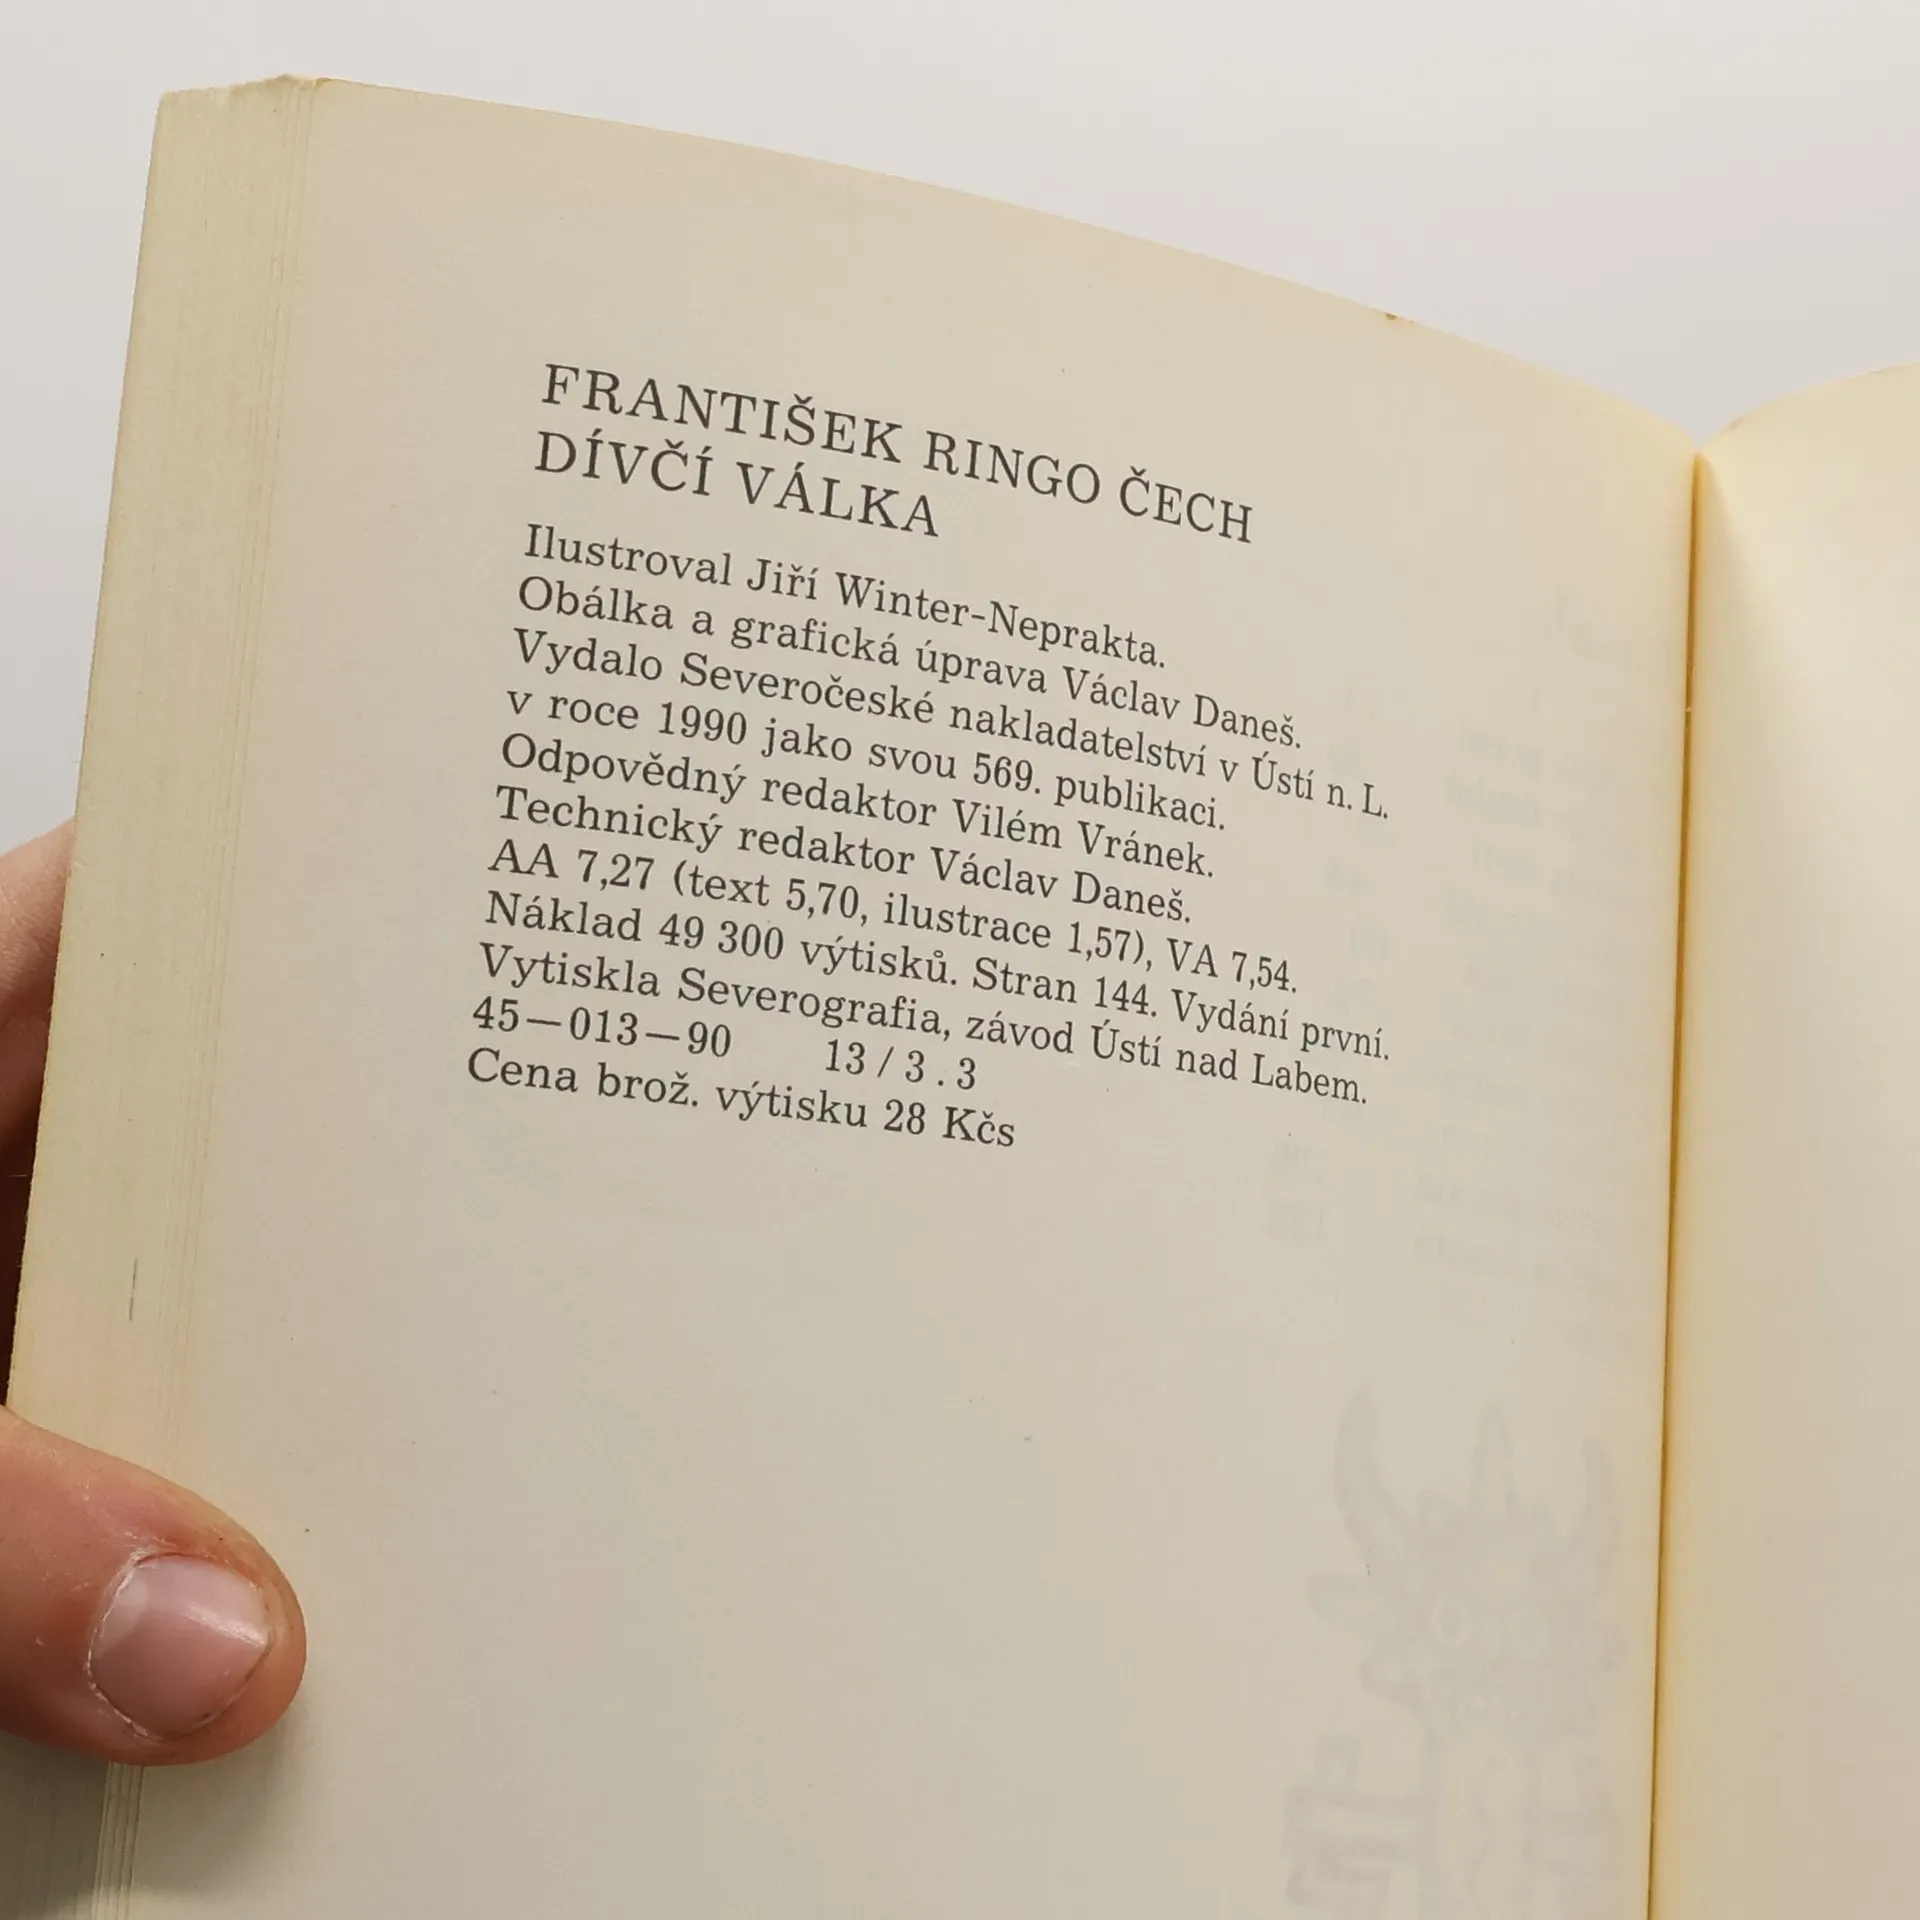 FRANTIŠEK RINGO ČECH
DÍVČÍ VÁLKA
Ilustroval Jiří Winter-Neprakta.
Obálka a grafická úprava Václav Daneš.
Vydalo Severočeské nakladatelství v Ústí n. L.
v roce 1990 jako svou 569. publikaci.
Odpovědný redaktor Vilém Vránek.
Technický redaktor Václav Daneš.
AA 7,27 (text 5,70, ilustrace 1,57), VA 7,54.
Náklad 49 300 výtisků. Stran 144. Vydání první.
Vytiskla Severografia, závod Ústí nad Labem.
45—013—90 13 / 3 . 3
Cena brož. výtisku 28 Kčs